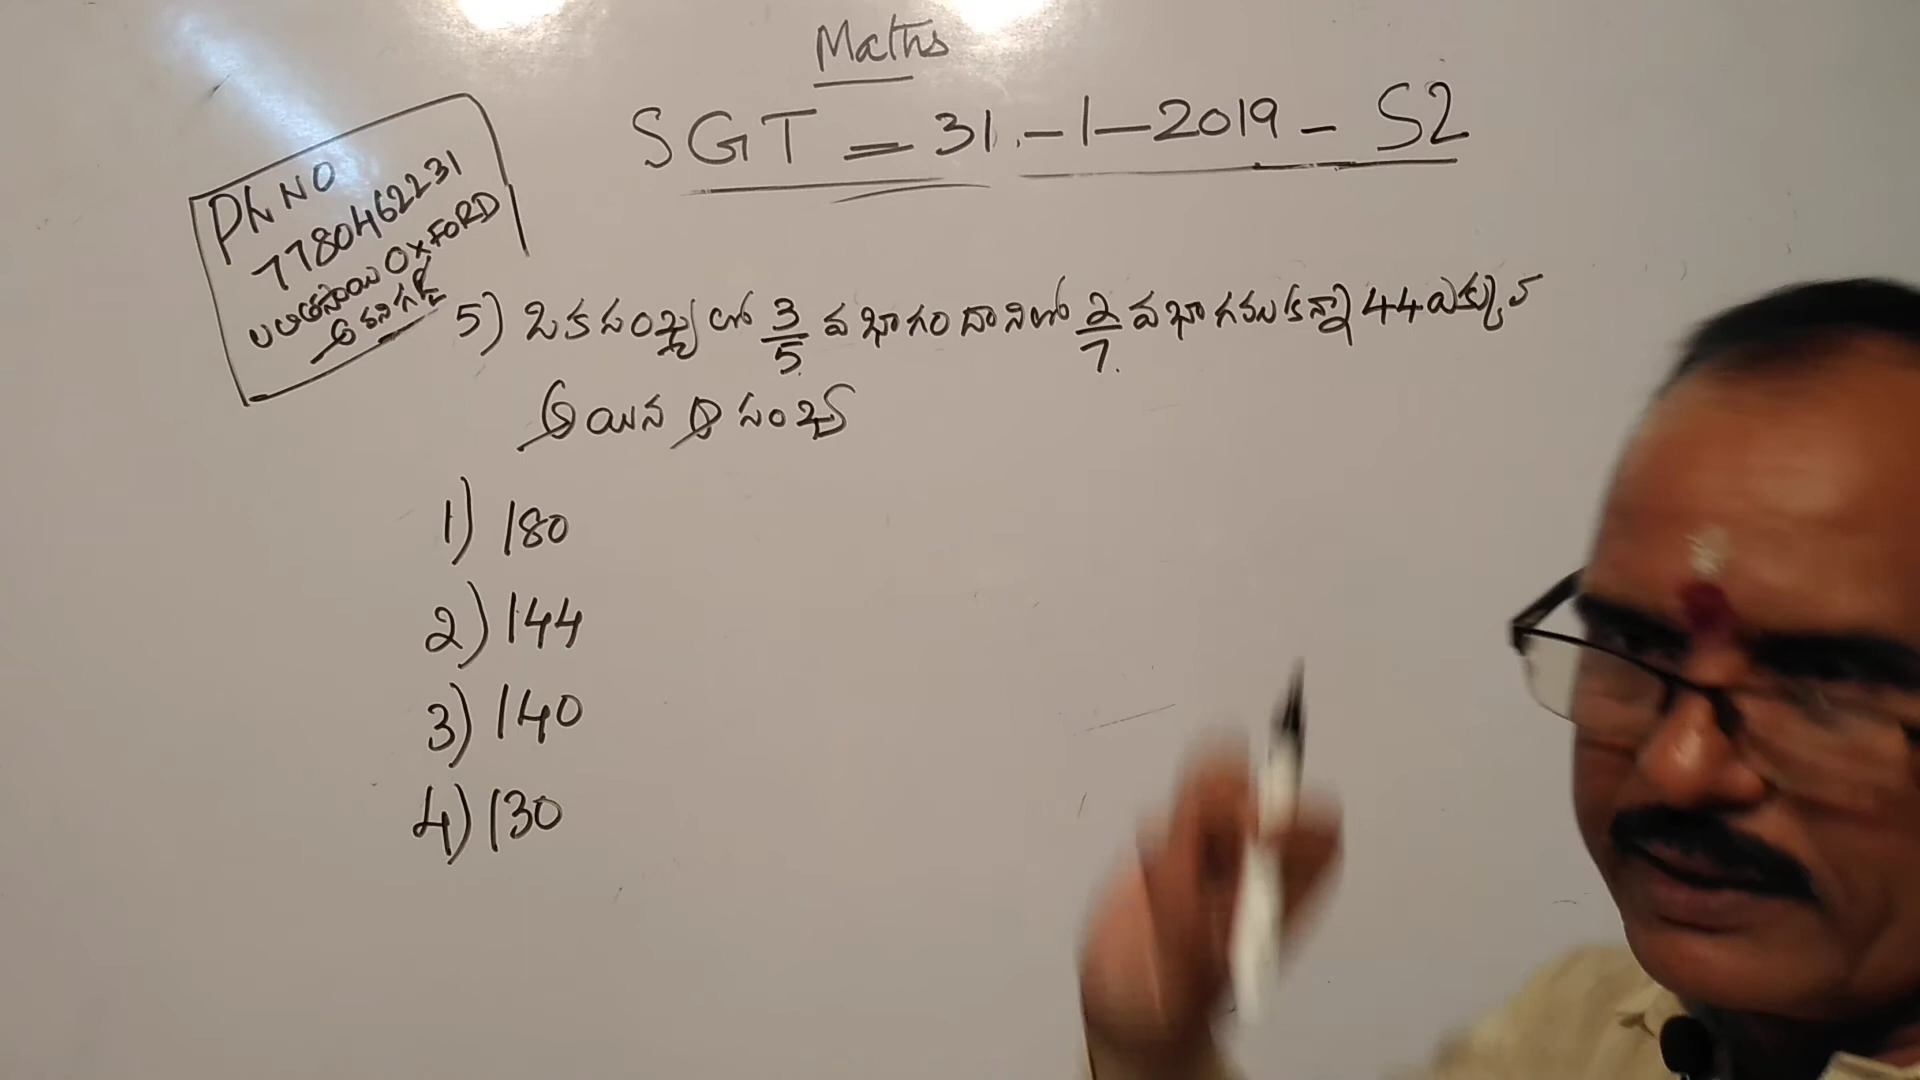 Maths
SGT = 31-1-2019 - S2
Ph NO
7780462231
OXFORD
5) ఒక సంఖ్యలో 3/5 వ భాగం దానిలో 2/7 వ భాగముకన్నా 44 ఎక్కువ
అయిన ఆ సంఖ్య
1) 180
2) 144
3) 140
4) 130